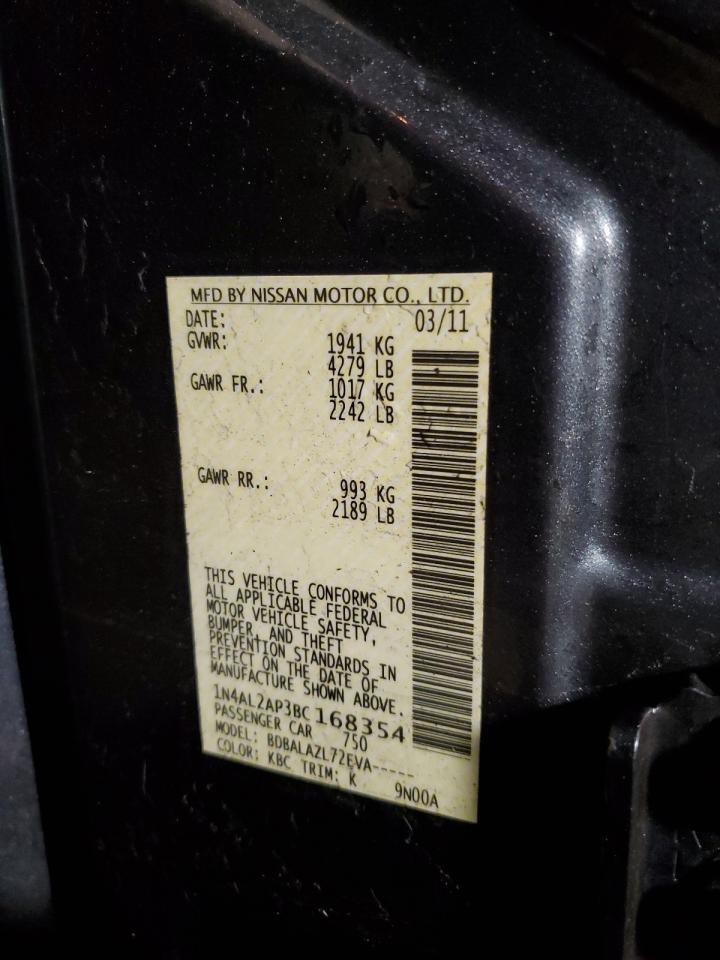 MFD BY NISSAN MOTOR CO., LTD.
DATE: 03/11
GVWR: 1941 KG
4279 LB
GAWR FR.: 1017 KG
2242 LB
GAWR RR.: 993 KG
2189 LB
THIS VEHICLE CONFORMS TO
ALL APPLICABLE FEDERAL
MOTOR VEHICLE SAFETY,
BUMPER, AND THEFT
PREVENTION STANDARDS IN
EFFECT ON THE DATE OF
MANUFACTURE SHOWN ABOVE.
1N4AL2AP3BC168354
PASSENGER CAR 750
MODEL: BDBALAZL72EVA-----
COLOR: KBC TRIM: K 9N00A